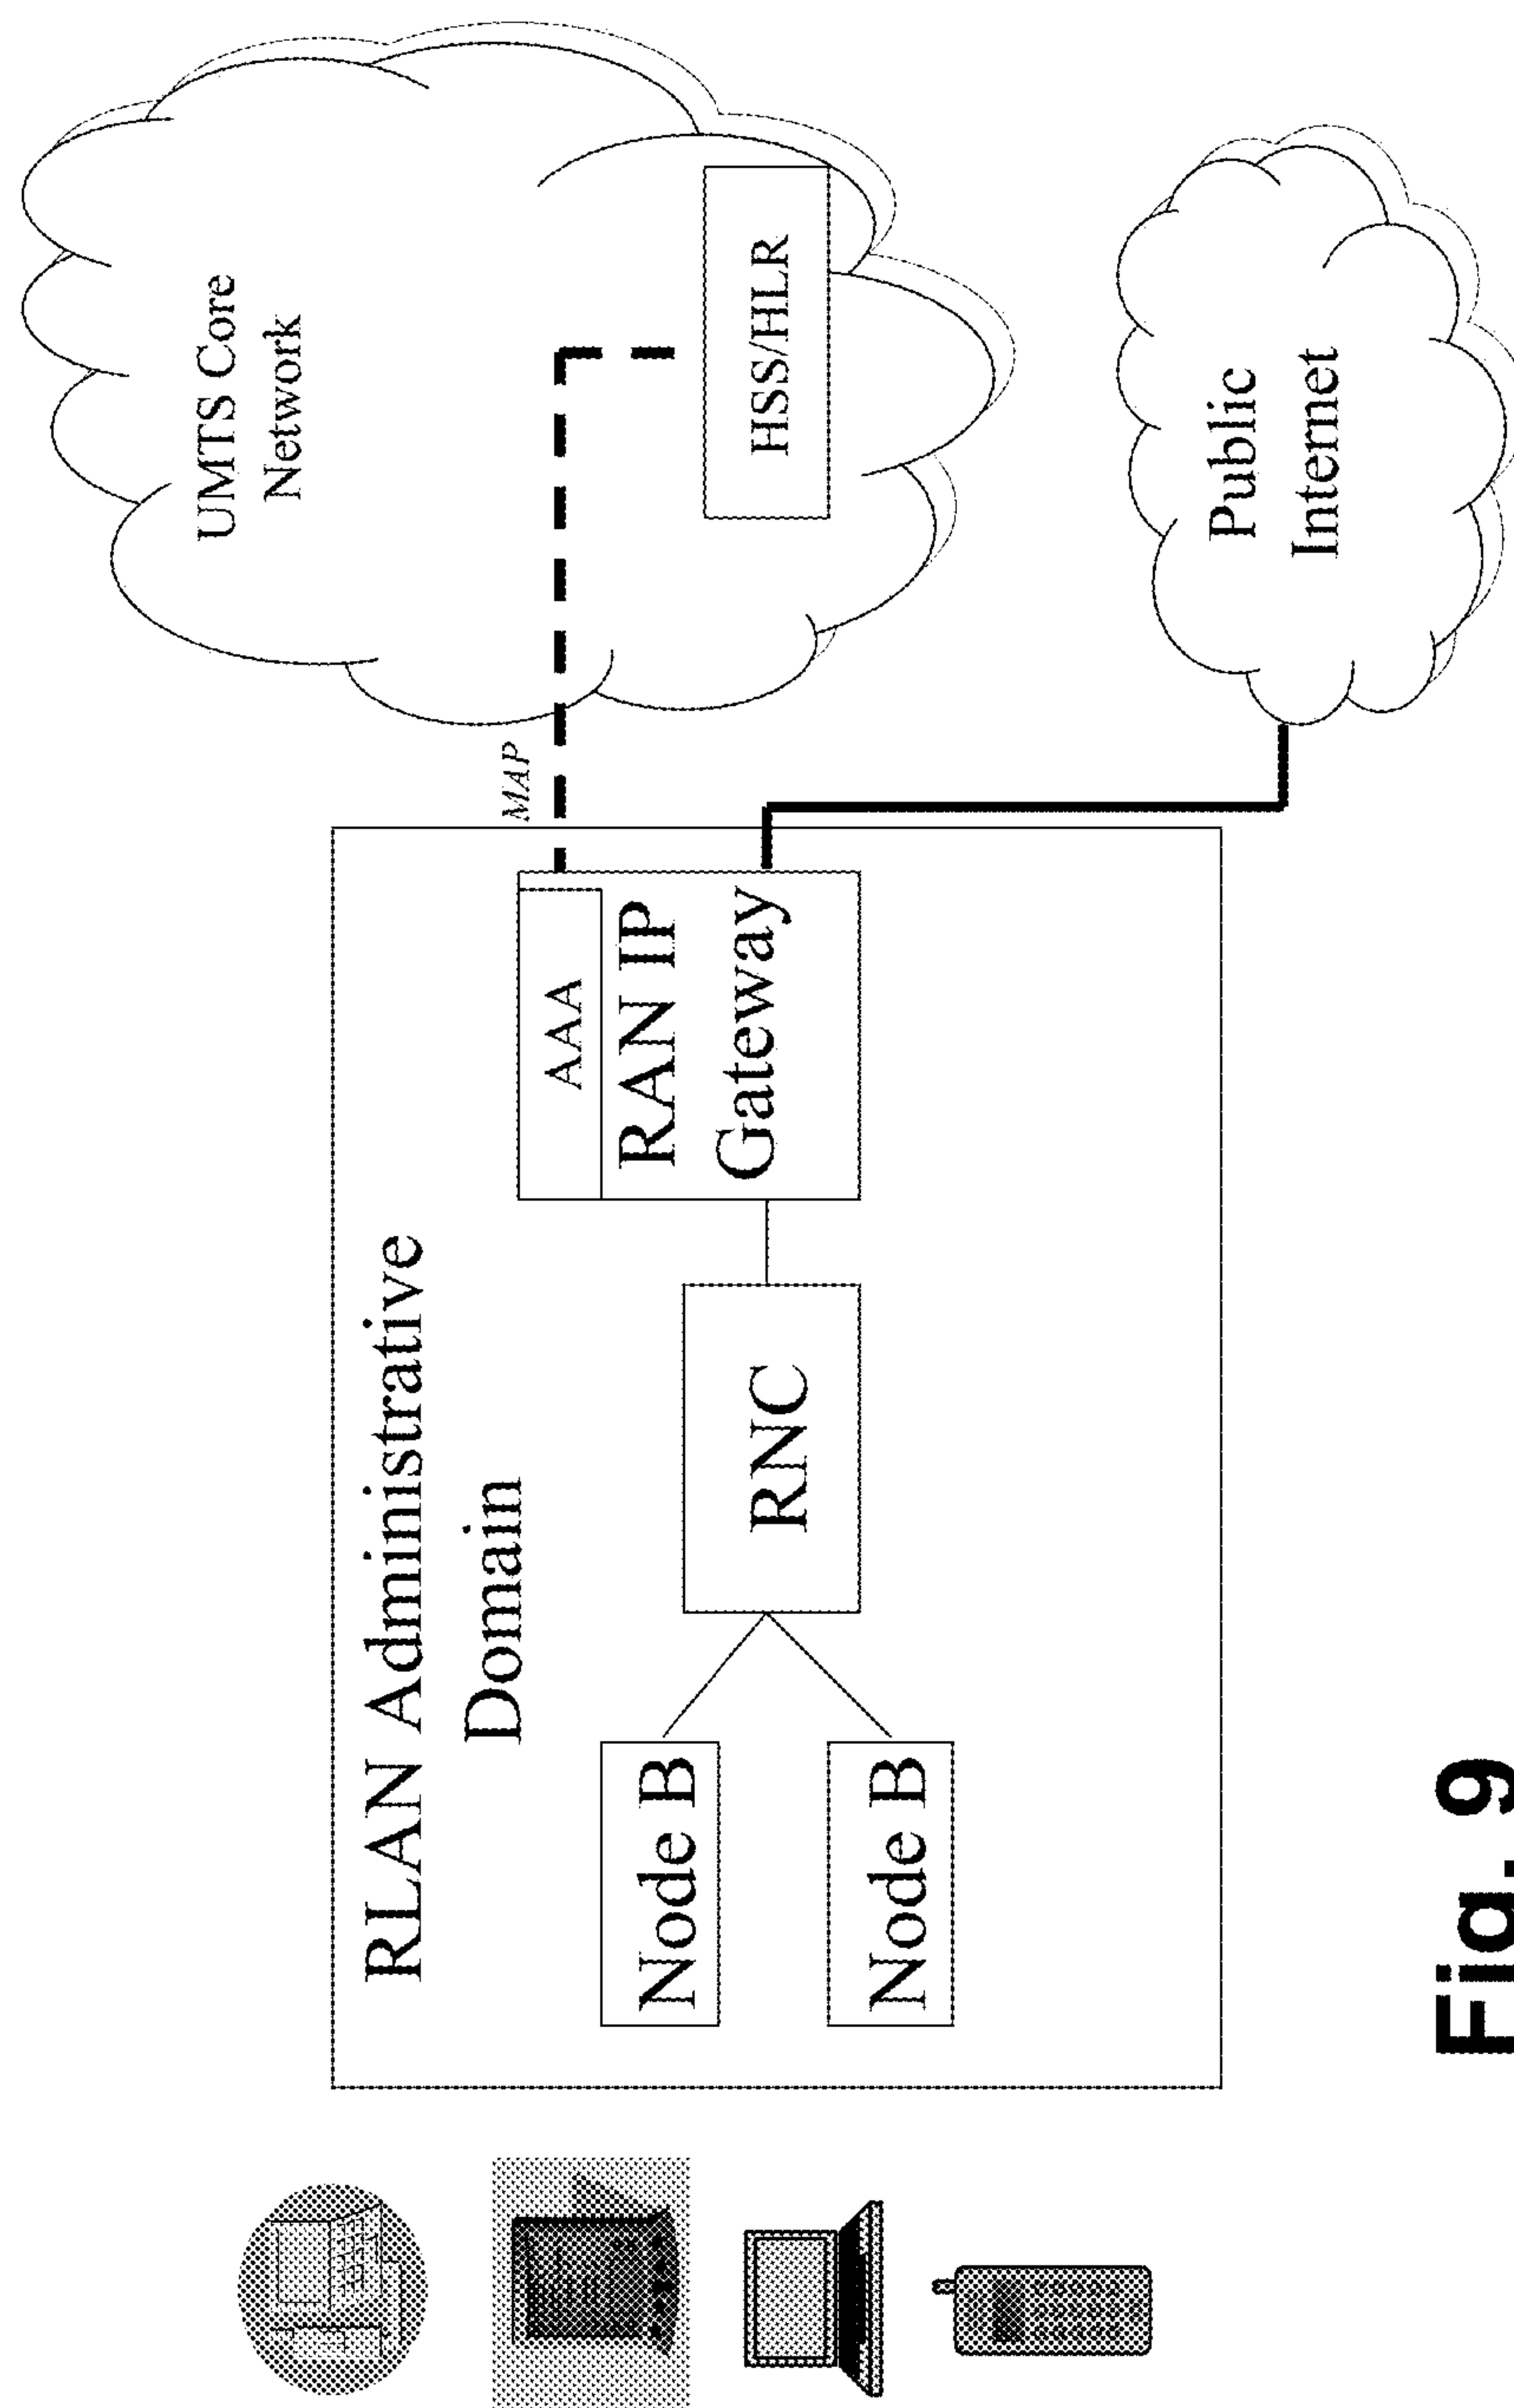 RLAN Administrative
Domain
Node B
Node B
RNC
AAA
RAN IP
Gateway
MAP
UMTS Core
Network
HSS/HLR
Public
Internet
Fig. 9